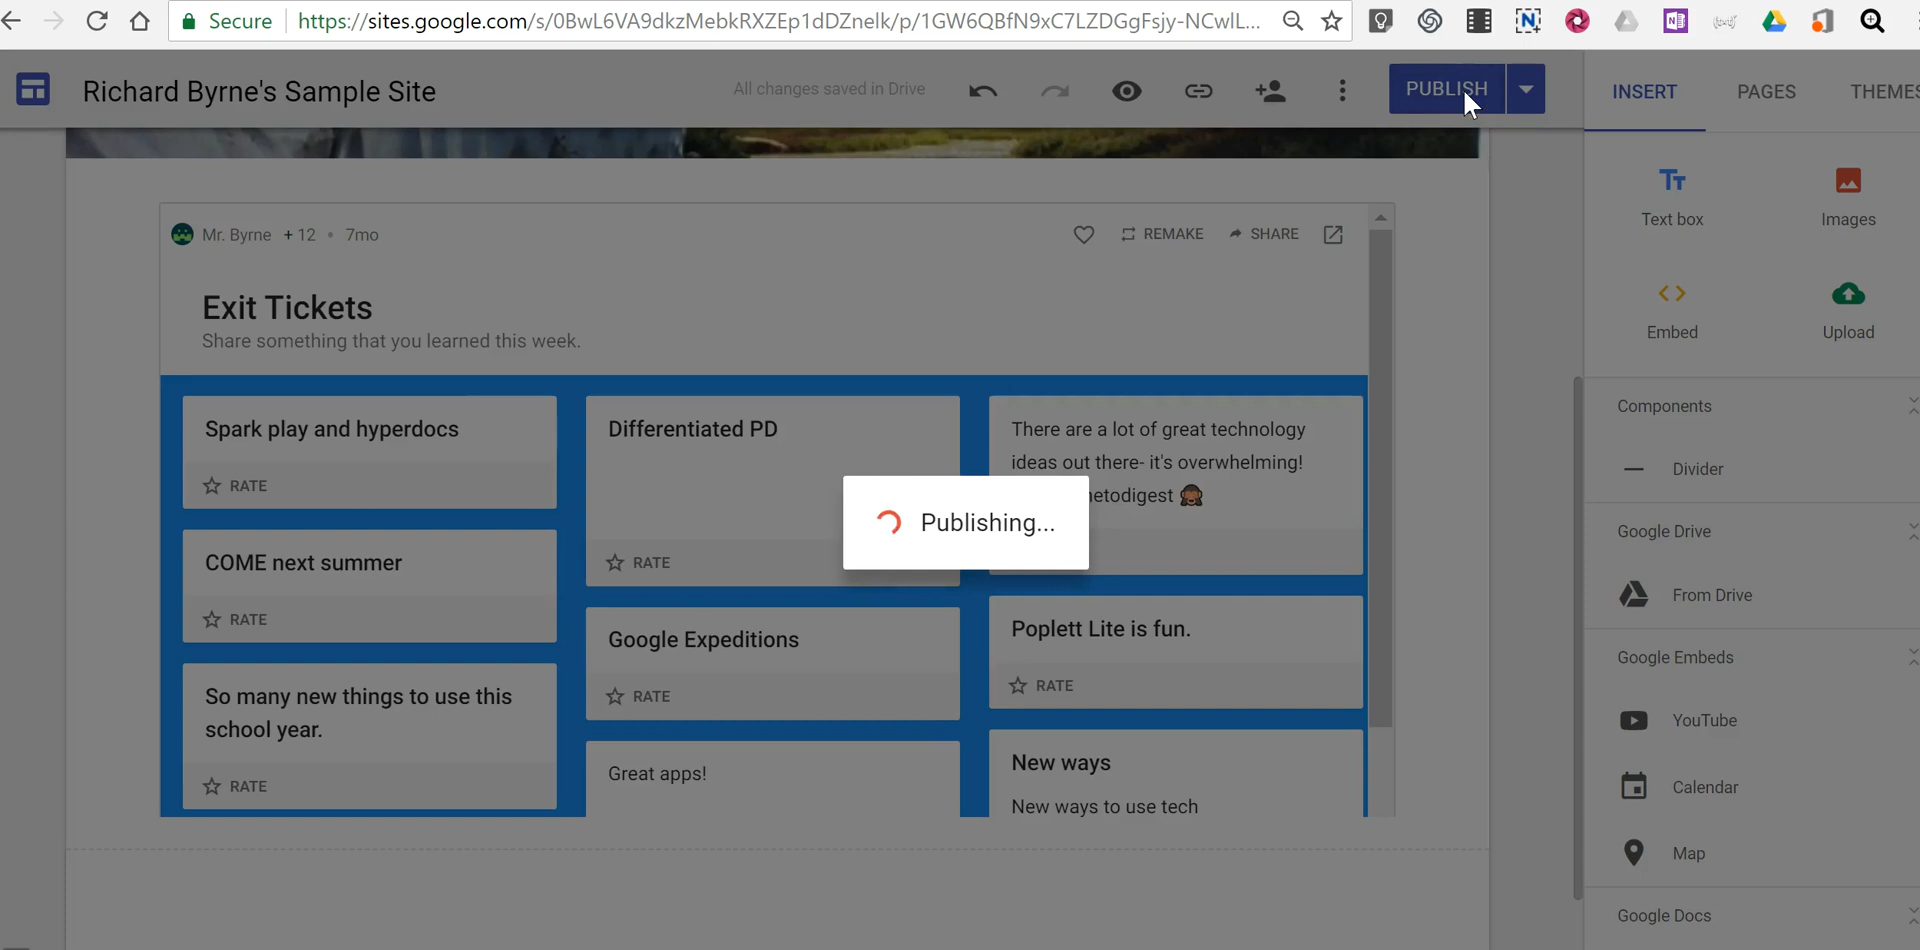 Secure https://sites.google.com/s/0BwL6VA9dkzMebkRXZEp1dDZnelk/p/1GW6QBfN9xC7LZDGgFsjy-NCwlL...
Richard Byrne's Sample Site
All changes saved in Drive
PUBLISH
INSERT PAGES THEMES
Text box Images
Embed Upload
Components
Divider
Google Drive
From Drive
Google Embeds
YouTube
Calendar
Map
Google Docs
Mr. Byrne +12 • 7mo
REMAKE SHARE
Exit Tickets
Share something that you learned this week.
Spark play and hyperdocs
RATE
COME next summer
RATE
So many new things to use this
school year.
RATE
Differentiated PD
RATE
Google Expeditions
RATE
Great apps!
There are a lot of great technology
ideas out there- it's overwhelming!
etodigest 🙉
Poplett Lite is fun.
RATE
New ways
New ways to use tech
Publishing...